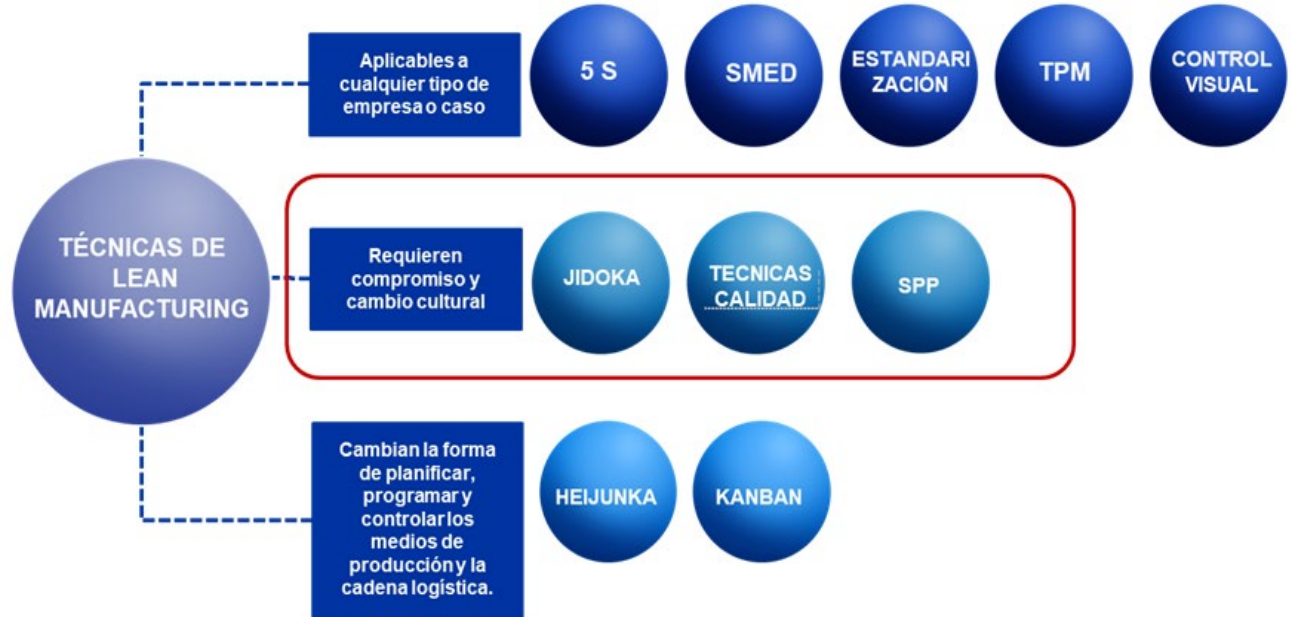 Aplicables a
cualquier tipo de
empresa o caso
5 S
SMED
ESTANDARI
ZACIÓN
TPM
CONTROL
VISUAL
TÉCNICAS DE
LEAN
MANUFACTURING
Requieren
compromiso y
cambio cultural
JIDOKA
TECNICAS
CALIDAD
SPP
Cambian la forma
de planificar,
programar y
controlar los
medios de
producción y la
cadena logística.
HEIJUNKA
KANBAN